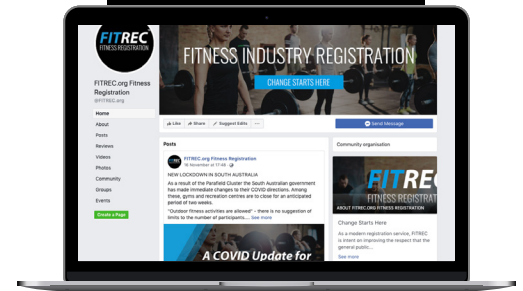 FITREC
FITNESS REGISTRATION
FITREC.org Fitness
Registration
@FITREC.org
Home
About
Posts
Reviews
Videos
Photos
Community
Groups
Events
Create a Page
FITNESS INDUSTRY REGISTRATION
CHANGE STARTS HERE
Like
Share
Suggest Edits
Send Message
Posts
FITREC.org Fitness Registration
16 November at 17:46
NEW LOCKDOWN IN SOUTH AUSTRALIA
As a result of the Parafield Cluster the South Australian government
has made immediate changes to their COVID directions. Among
these, gyms and recreation centres are to close for an anticipated
period of two weeks.
"Outdoor fitness activities are allowed" - there is no suggestion of
limits to the number of participants... See more
A COVID Update for
Community organisation
FITREC
FITNESS REGISTRAT
ABOUT FITREC.ORG FITNESS REGISTRATION
Change Starts Here
As a modern registration service, FITREC
is intent on improving the respect that the
general public...
See more